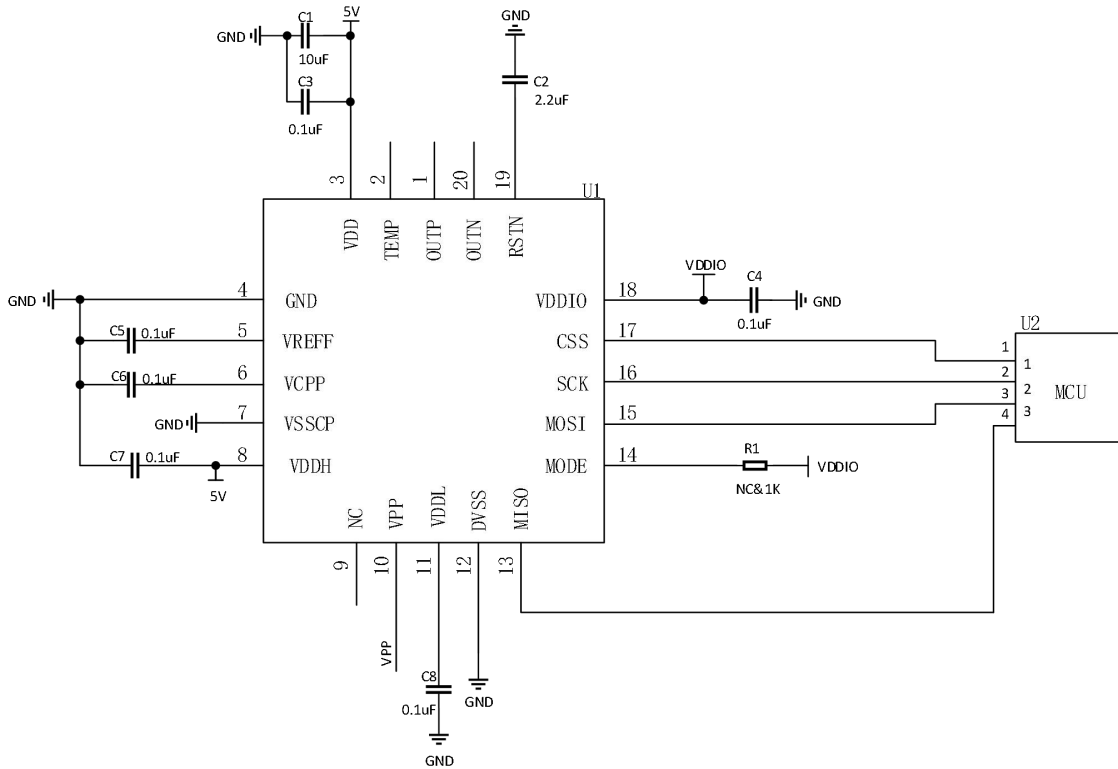 C1
5V
GND
10uF
C3
0.1uF
GND
C2
2.2uF
3
2
1
20
19
U1
VDD
TEMP
OUTP
OUTN
RSTN
GND
4
GND
C5
0.1uF
5
VREFF
C6
0.1uF
6
VCPP
GND
7
VSSCP
C7
0.1uF
8
VDDH
5V
VDDIO
18
VDDIO
C4
0.1uF
GND
CSS
17
SCK
16
MOSI
15
MODE
14
R1
NC&1K
VDDIO
U2
1
1
2
2
3
3
4
MCU
NC
VPP
VDDL
DVSS
MISO
9
10
11
12
13
VPP
C8
0.1uF
GND
GND